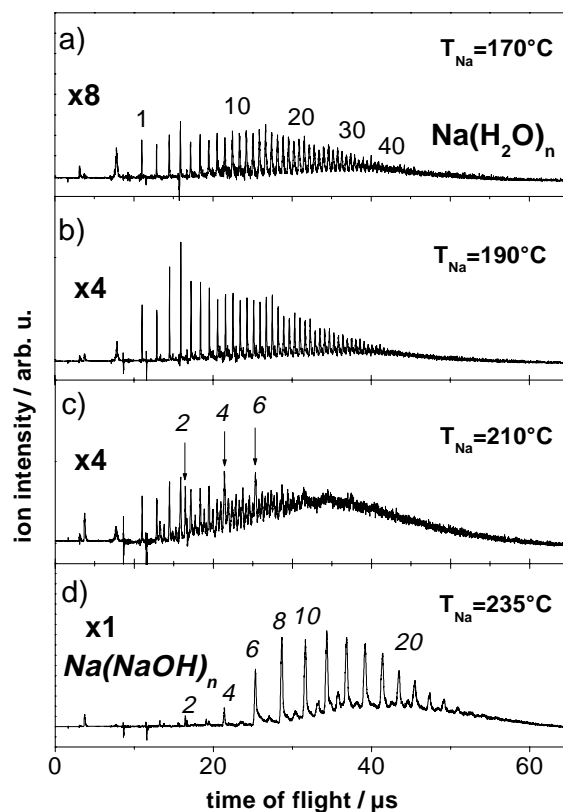 a)
T_Na=170°C
x8
1
10
20
30
40
Na(H₂O)ₙ
b)
T_Na=190°C
x4
c)
T_Na=210°C
x4
2
4
6
d)
T_Na=235°C
x1
Na(NaOH)ₙ
2
4
6
8
10
20
ion intensity / arb. u.
0 20 40 60
time of flight / µs